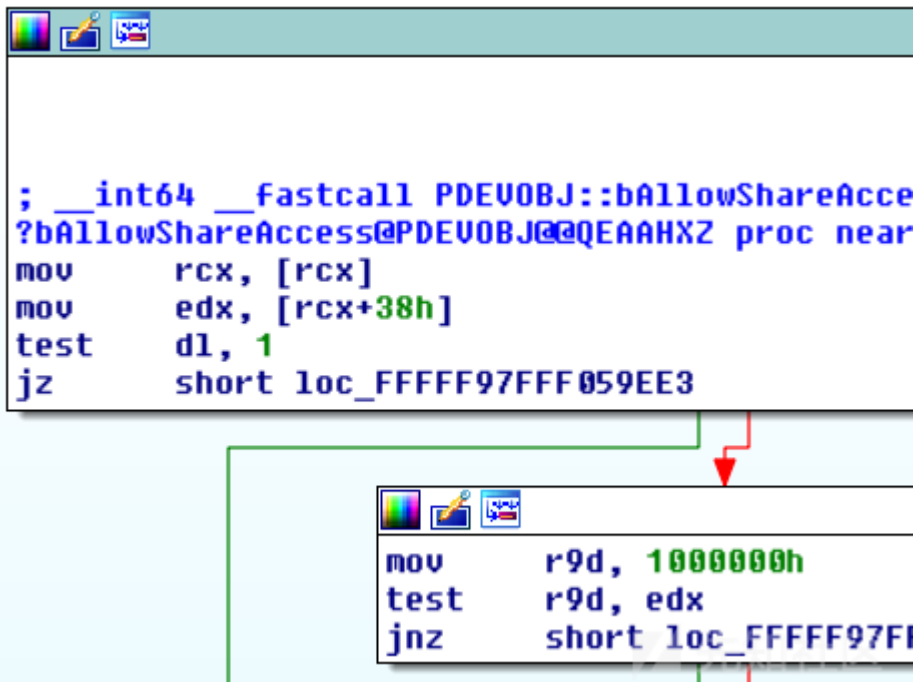 ; __int64 __fastcall PDEVOBJ::bAllowShareAcce
?bAllowShareAccess@PDEVOBJ@@QEAAHXZ proc near
mov rcx, [rcx]
mov edx, [rcx+38h]
test dl, 1
jz short loc_FFFFF97FFF059EE3
mov r9d, 1000000h
test r9d, edx
jnz short loc_FFFFF97FF